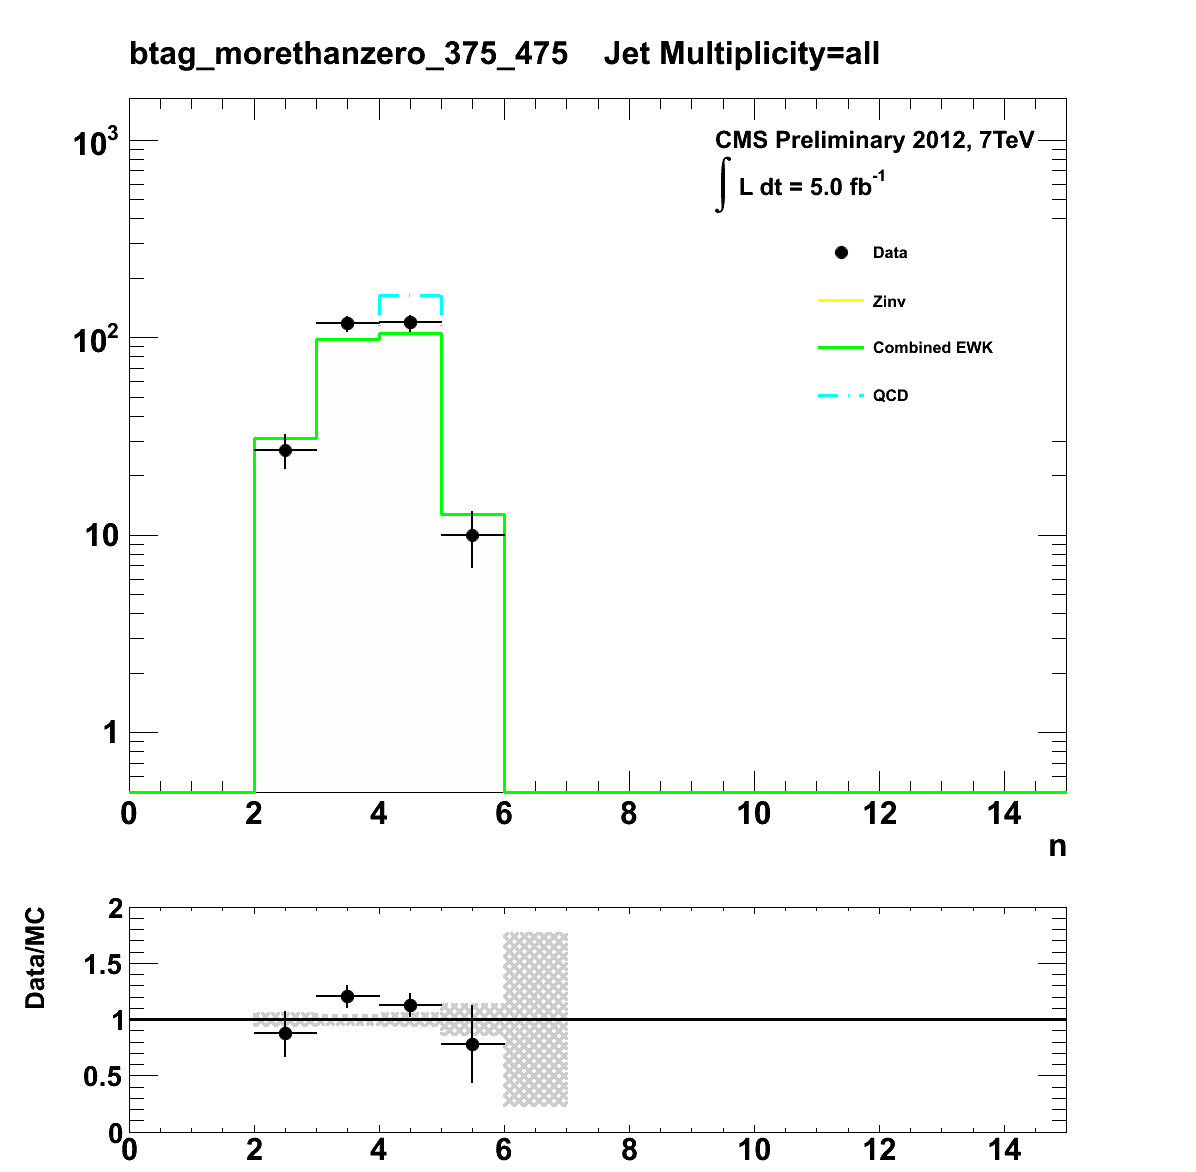 btag_morethanzero_375_475 Jet Multiplicity=all
CMS Preliminary 2012, 7TeV
∫ L dt = 5.0 fb⁻¹
Data
Zinv
Combined EWK
QCD
10³
10²
10
1
0 2 4 6 8 10 12 14
n
Data/MC
2
1.5
1
0.5
0
0 2 4 6 8 10 12 14